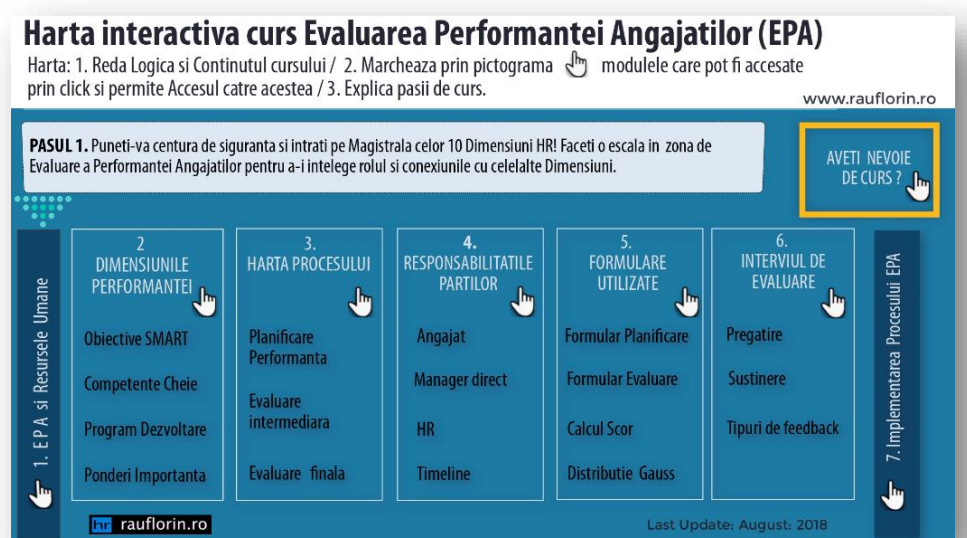 Harta interactiva curs Evaluarea Performantei Angajatilor (EPA)
Harta: 1. Reda Logica si Continutul cursului / 2. Marcheaza prin pictograma modulele care pot fi accesate
prin click si permite Accesul catre acestea / 3. Explica pasii de curs.
www.rauflorin.ro
PASUL 1. Puneti-va centura de siguranta si intrati pe Magistrala celor 10 Dimensiuni HR! Faceti o escala in zona de
Evaluare a Performantei Angajatilor pentru a-i intelege rolul si conexiunile cu celelalte Dimensiuni.
AVETI NEVOIE
DE CURS ?
1. E P A si Resursele Umane
2
DIMENSIUNILE
PERFORMANTEI
Obiective SMART
Competente Cheie
Program Dezvoltare
Ponderi Importanta
3.
HARTA PROCESULUI
Planificare
Performanta
Evaluare
intermediara
Evaluare finala
4.
RESPONSABILITATILE
PARTILOR
Angajat
Manager direct
HR
Timeline
5.
FORMULARE
UTILIZATE
Formular Planificare
Formular Evaluare
Calcul Scor
Distributie Gauss
6.
INTERVIUL DE
EVALUARE
Pregatire
Sustinere
Tipuri de feedback
7. Implementarea Procesului EPA
hr rauflorin.ro
Last Update: August: 2018